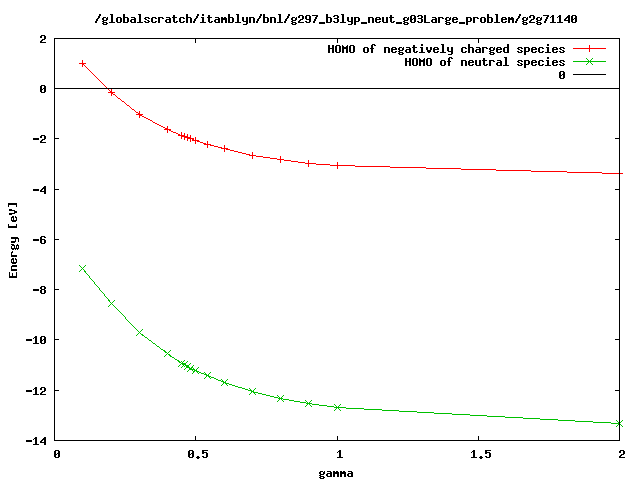 /globalscratch/itamblyn/bnl/g297_b3lyp_neut_g03Large_problem/g2g71140
HOMO of negatively charged species
HOMO of neutral species
0
2
0
-2
-4
-6
-8
-10
-12
-14
Energy [eV]
0 0.5 1 1.5 2
gamma